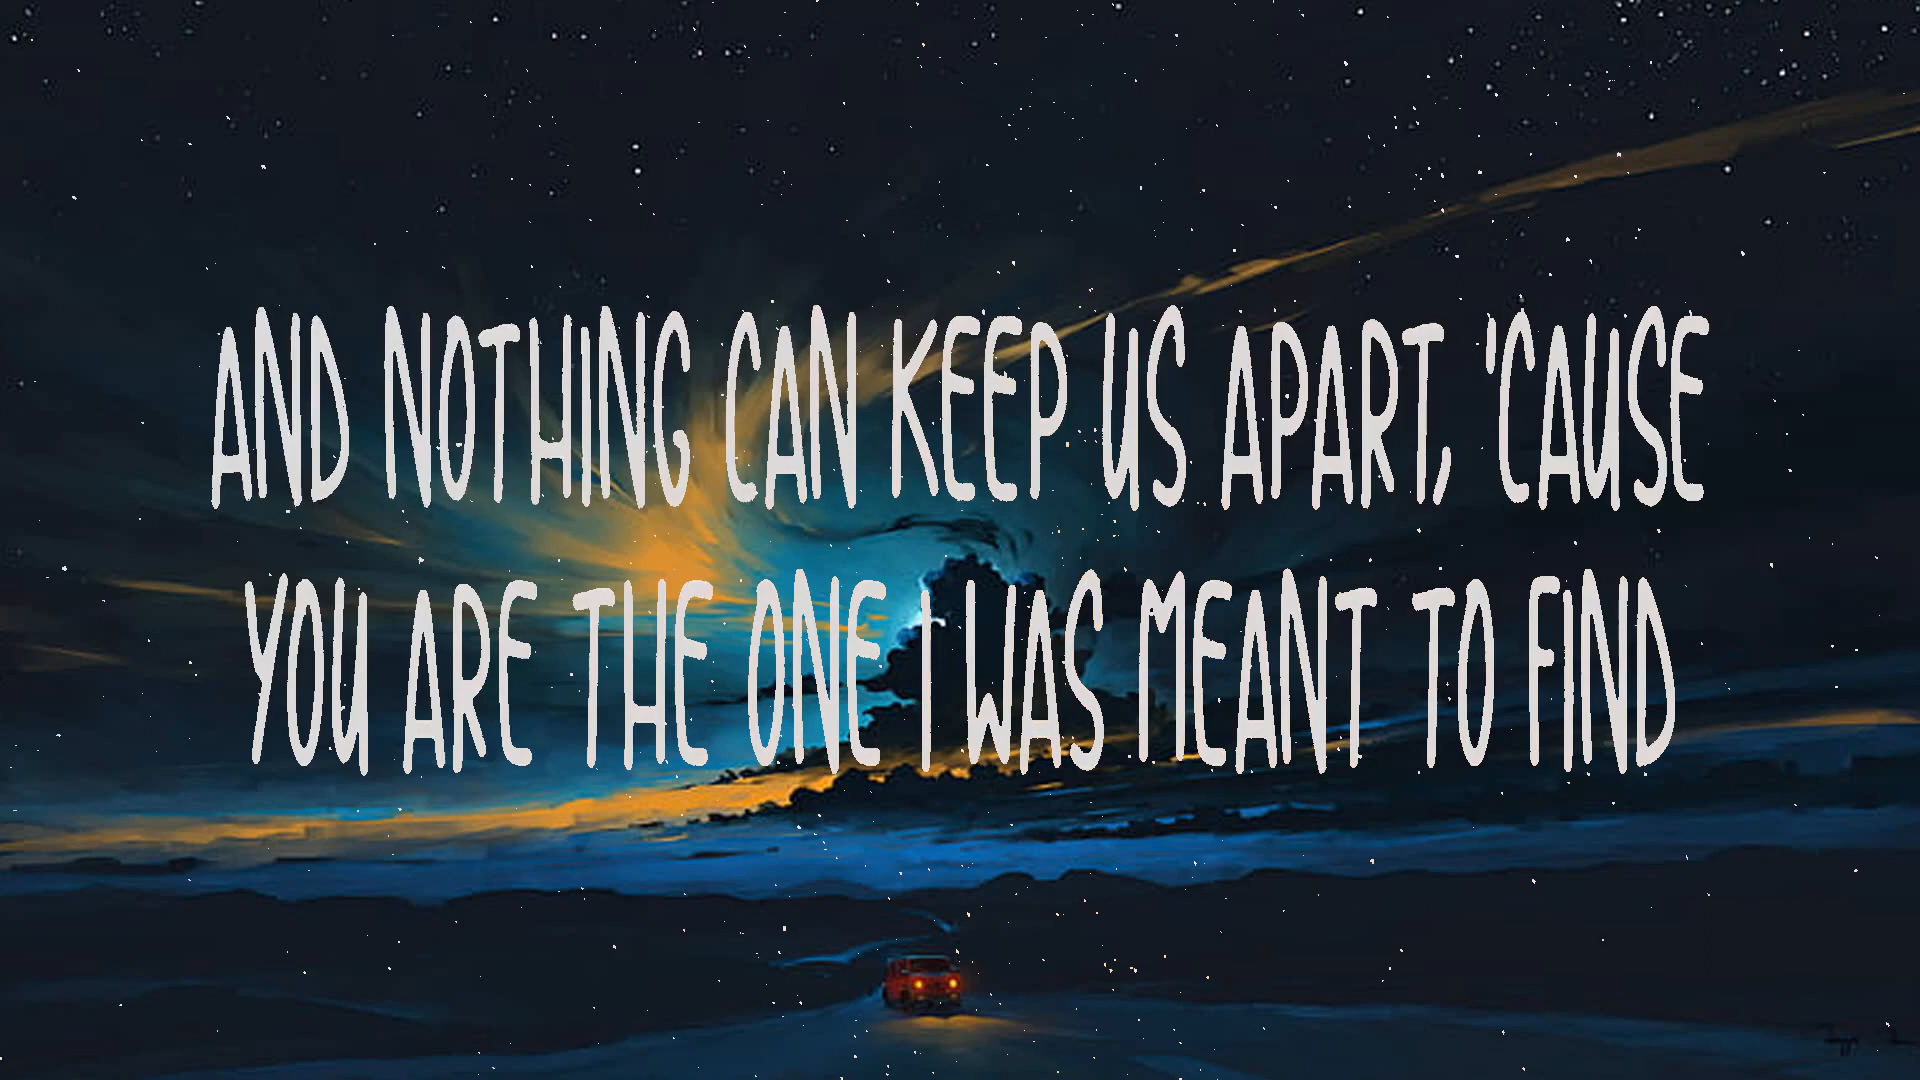 AND NOTHING CAN KEEP US APART, 'CAUSE
YOU ARE THE ONE I WAS MEANT TO FIND